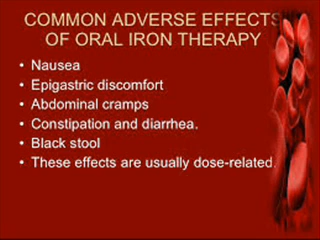 COMMON ADVERSE EFFECTS
OF ORAL IRON THERAPY
• Nausea
• Epigastric discomfort
• Abdominal cramps
• Constipation and diarrhea.
• Black stool
• These effects are usually dose-related.